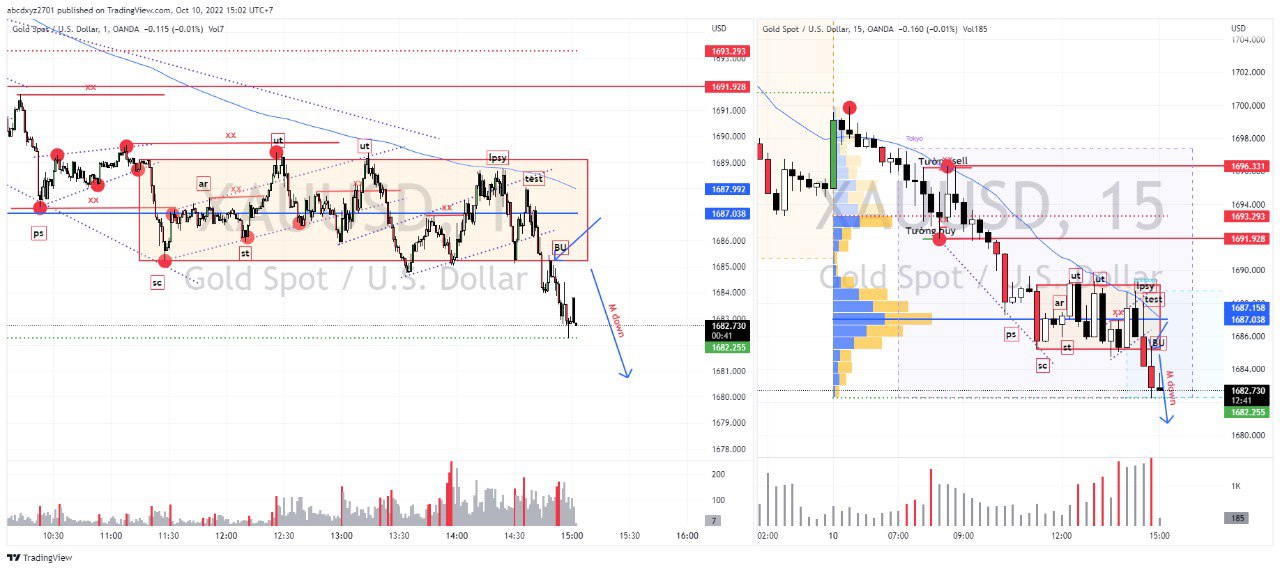 abcdxyz2701 published on TradingView.com, Oct 10, 2022 15:02 UTC+7
Gold Spot / U.S. Dollar, 1, OANDA −0.115 (−0.01%) Vol7
USD
1693.293
1693.000
1691.928
1691.000
1690.000
1689.000
1687.992
1687.038
1686.000
1685.000
1684.000
1683.000
1682.730
00:41
1682.255
1681.000
1680.000
1679.000
1678.000
1677.000
200
100
7
xx
xx
xx
xx
xx
xx
ps
sc
ar
st
ut
ut
lpsy
test
BU
M down
XAUUSD, 1
Gold Spot / U.S. Dollar
10:30
11:00
11:30
12:00
12:30
13:00
13:30
14:00
14:30
15:00
15:30
16:00
Gold Spot / U.S. Dollar, 15, OANDA −0.160 (−0.01%) Vol185
USD
1704.000
1702.000
1700.000
1698.000
1696.331
1694.000
1693.293
1691.928
1690.000
1688.000
1687.158
1687.038
1686.000
1684.000
1682.730
12:41
1682.255
1680.000
1K
185
Tokyo
Tường sell
xx
Tường buy
ps
sc
ar
st
ut
ut
xx
lpsy
test
BU
M down
XAUUSD, 15
Gold Spot / U.S. Dollar
02:00
10
07:00
09:00
12:00
15:00
TradingView